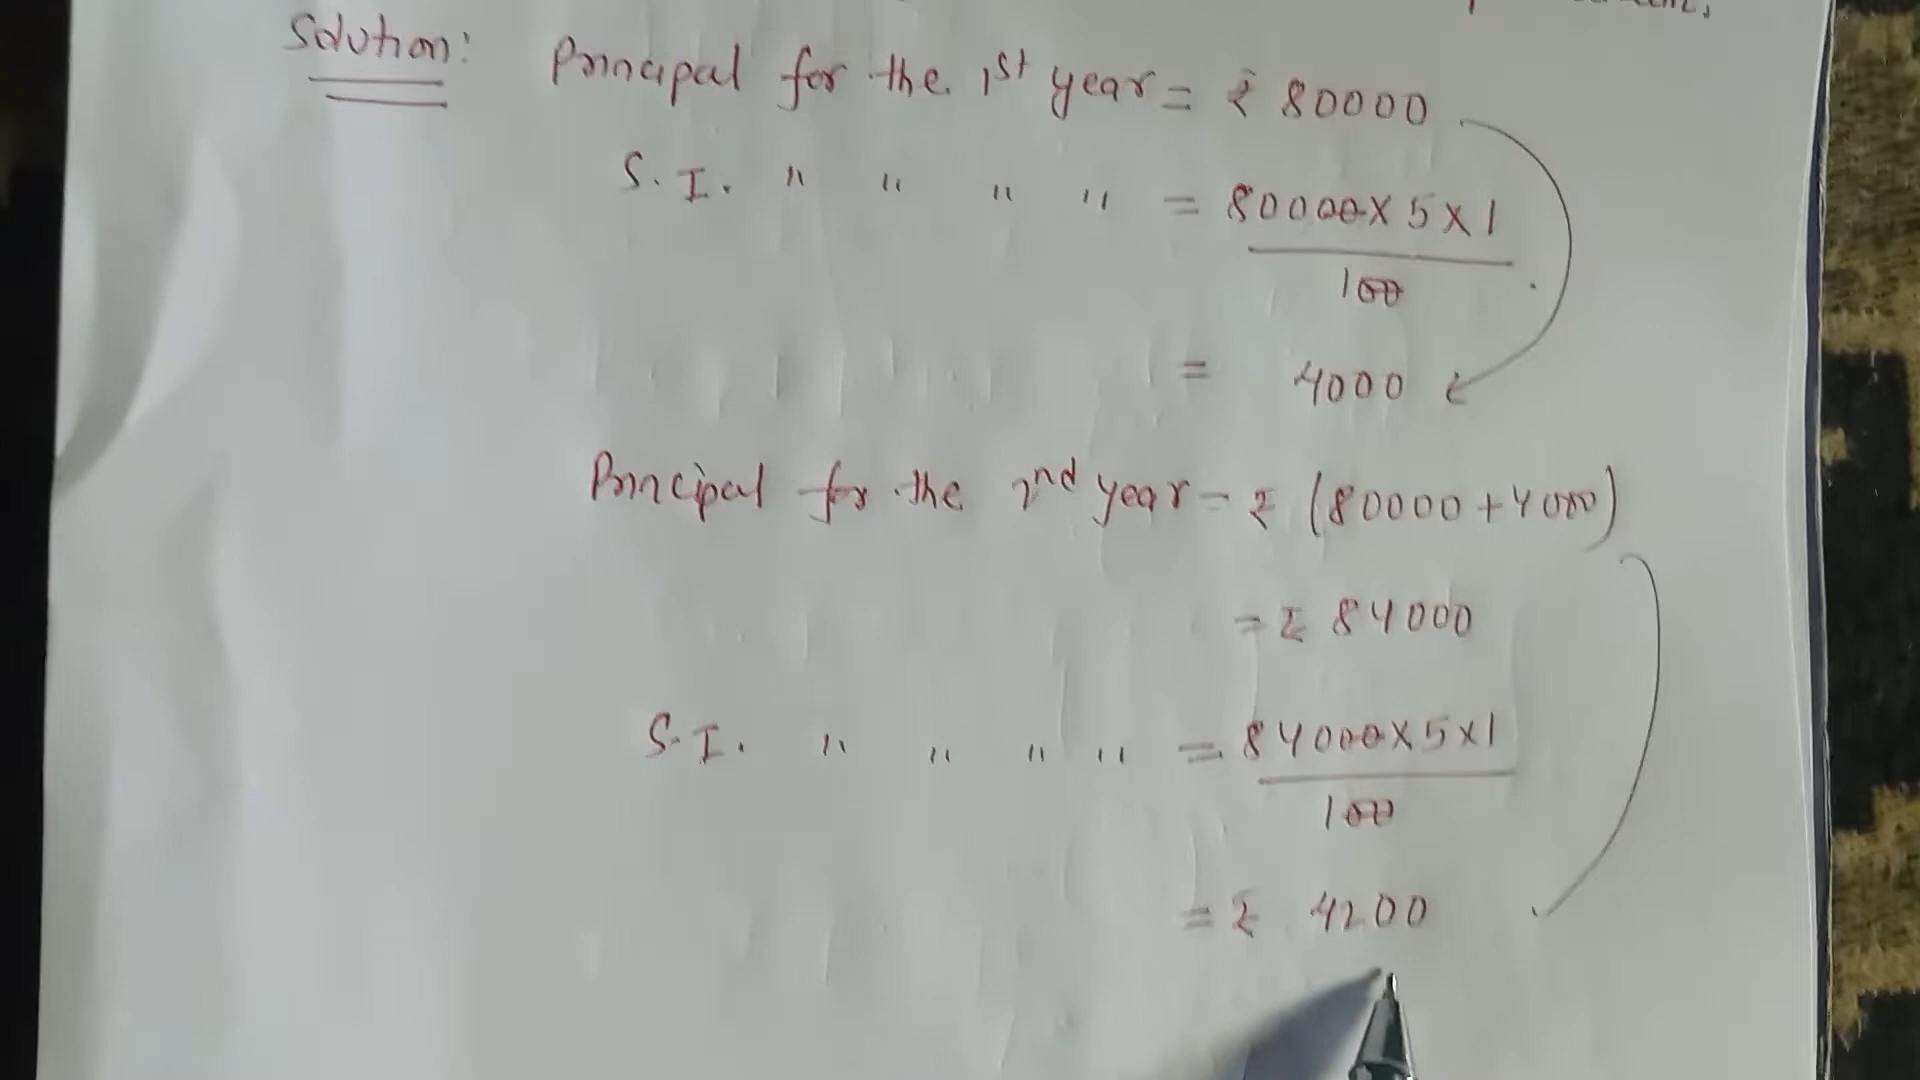 Solution: Principal for the 1st year = ₹ 80000
S.I. " " " " = 80000 x 5 x 1
100
= 4000
Principal for the 2nd year = ₹ (80000 + 4000)
= ₹ 84000
S.I. " " " " = 84000 x 5 x 1
100
= ₹ 4200